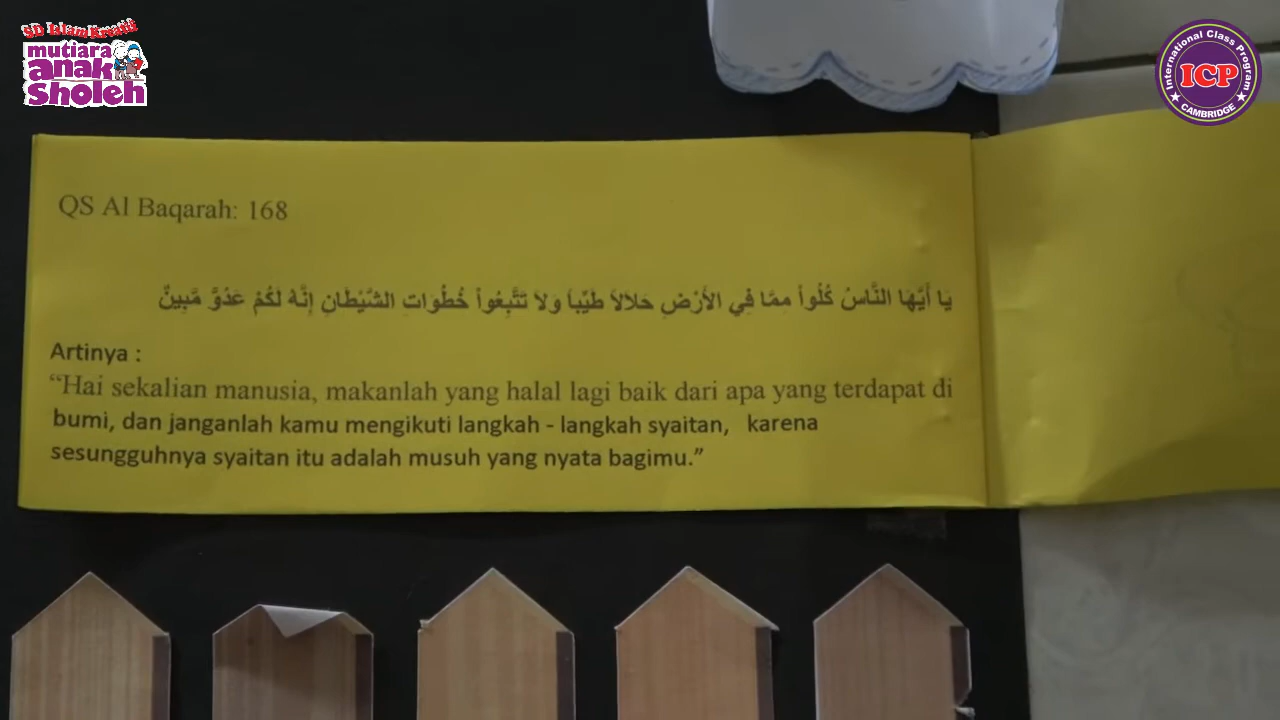 SD Islam Kreatif
mutiara
anak
Sholeh
International Class Program
ICP
CAMBRIDGE
QS Al Baqarah: 168
يَا أَيُّهَا النَّاسُ كُلُواْ مِمَّا فِي الأَرْضِ حَلاَلاً طَيِّباً وَلاَ تَتَّبِعُواْ خُطُوَاتِ الشَّيْطَانِ إِنَّهُ لَكُمْ عَدُوٌّ مُّبِينٌ
Artinya :
“Hai sekalian manusia, makanlah yang halal lagi baik dari apa yang terdapat di
bumi, dan janganlah kamu mengikuti langkah - langkah syaitan, karena
sesungguhnya syaitan itu adalah musuh yang nyata bagimu.”